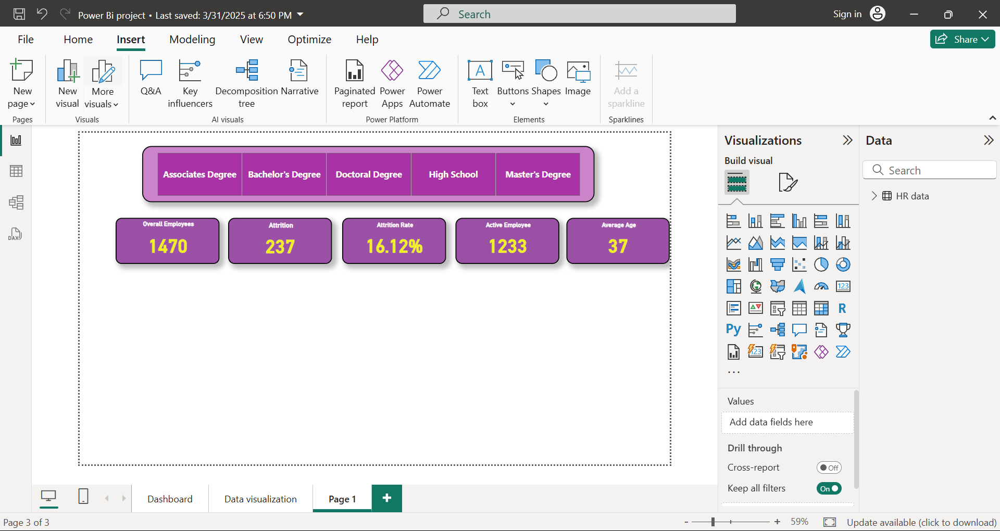 Power Bi project • Last saved: 3/31/2025 at 6:50 PM
Search
Sign in
File Home Insert Modeling View Optimize Help
Share
New page
New visual
More visuals
Q&A
Key influencers
Decomposition tree
Narrative
Paginated report
Power Apps
Power Automate
Text box
Buttons
Shapes
Image
Add a sparkline
Pages
Visuals
AI visuals
Power Platform
Elements
Sparklines
DAX
Associates Degree
Bachelor's Degree
Doctoral Degree
High School
Master's Degree
Overall Employees
1470
Attrition
237
Attrition Rate
16.12%
Active Employee
1233
Average Age
37
Visualizations
Build visual
123
R
Py
123
...
Values
Add data fields here
Drill through
Cross-report
Off
Keep all filters
On
Data
Search
HR data
Dashboard
Data visualization
Page 1
+
Page 3 of 3
- + 59%
Update available (click to download)